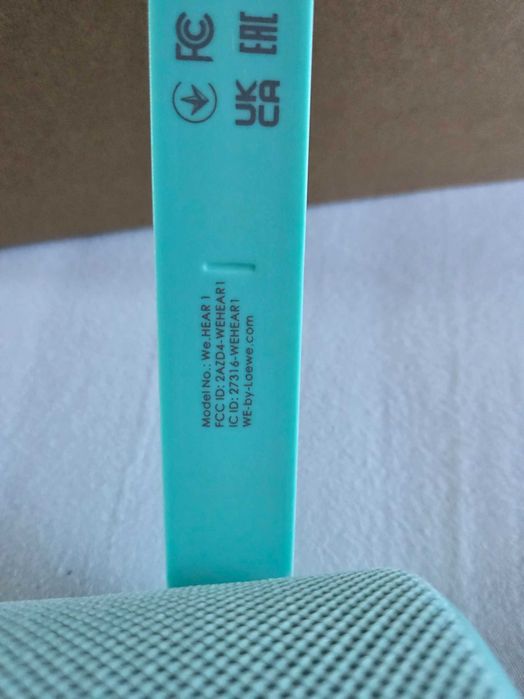 FC
EAC
UK
CA
Model No.: We.HEAR 1
FCC ID: 2AZD4-WEHEAR1
IC ID: 27316-WEHEAR1
WE-by-Loewe.com